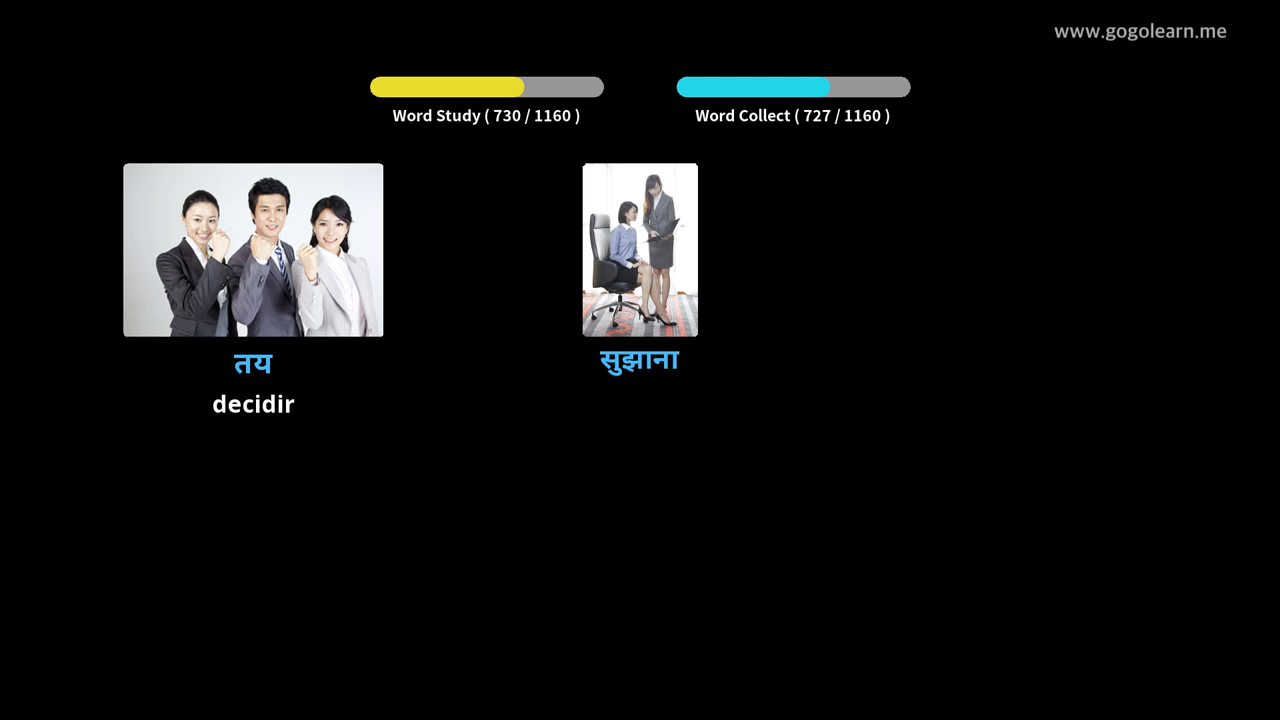 www.gogolearn.me
Word Study ( 730 / 1160 )
Word Collect ( 727 / 1160 )
तय
decidir
सुझाना